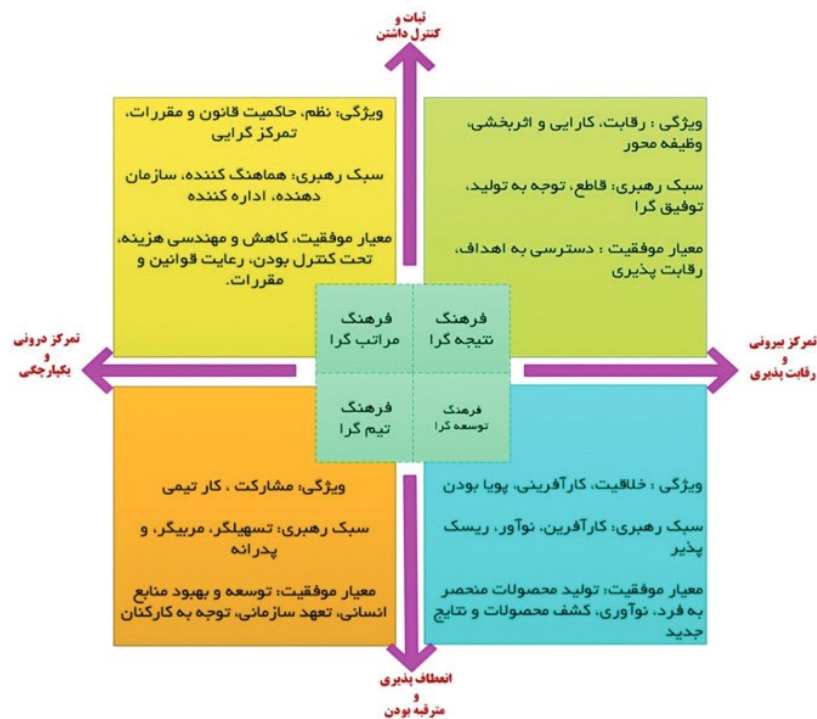 ثبات و
کنترل داشتن
ویژگی : رقابت، کارایی و اثربخشی،
وظیفه محور
سبک رهبری: قاطع، توجه به تولید،
توفیق گرا
معیار موفقیت : دسترسی به اهداف،
رقابت پذیری
ویژگی: نظم، حاکمیت قانون و مقررات،
تمرکز گرایی
سبک رهبری: هماهنگ کننده، سازمان
دهنده، اداره کننده
معیار موفقیت، کاهش و مهندسی هزینه،
تحت کنترل بودن، رعایت قوانین و
مقررات.
فرهنگ
نتیجه گرا
فرهنگ
مراتب گرا
تمرکز بیرونی
و
رقابت پذیری
تمرکز درونی
و
یکپارچگی
فرهنگ
توسعه گرا
فرهنگ
تیم گرا
ویژگی : خلاقیت، کارآفرینی، پویا بودن
سبک رهبری: کارآفرین، نوآور، ریسک
پذیر
معیار موفقیت: تولید محصولات منحصر
به فرد، نوآوری، کشف محصولات و نتایج
جدید
ویژگی: مشارکت ، کار تیمی
سبک رهبری: تسهیلگر، مربیگر، و
پدرانه
معیار موفقیت: توسعه و بهبود منابع
انسانی، تعهد سازمانی، توجه به کارکنان
انعطاف پذیری
و
مترقبه بودن